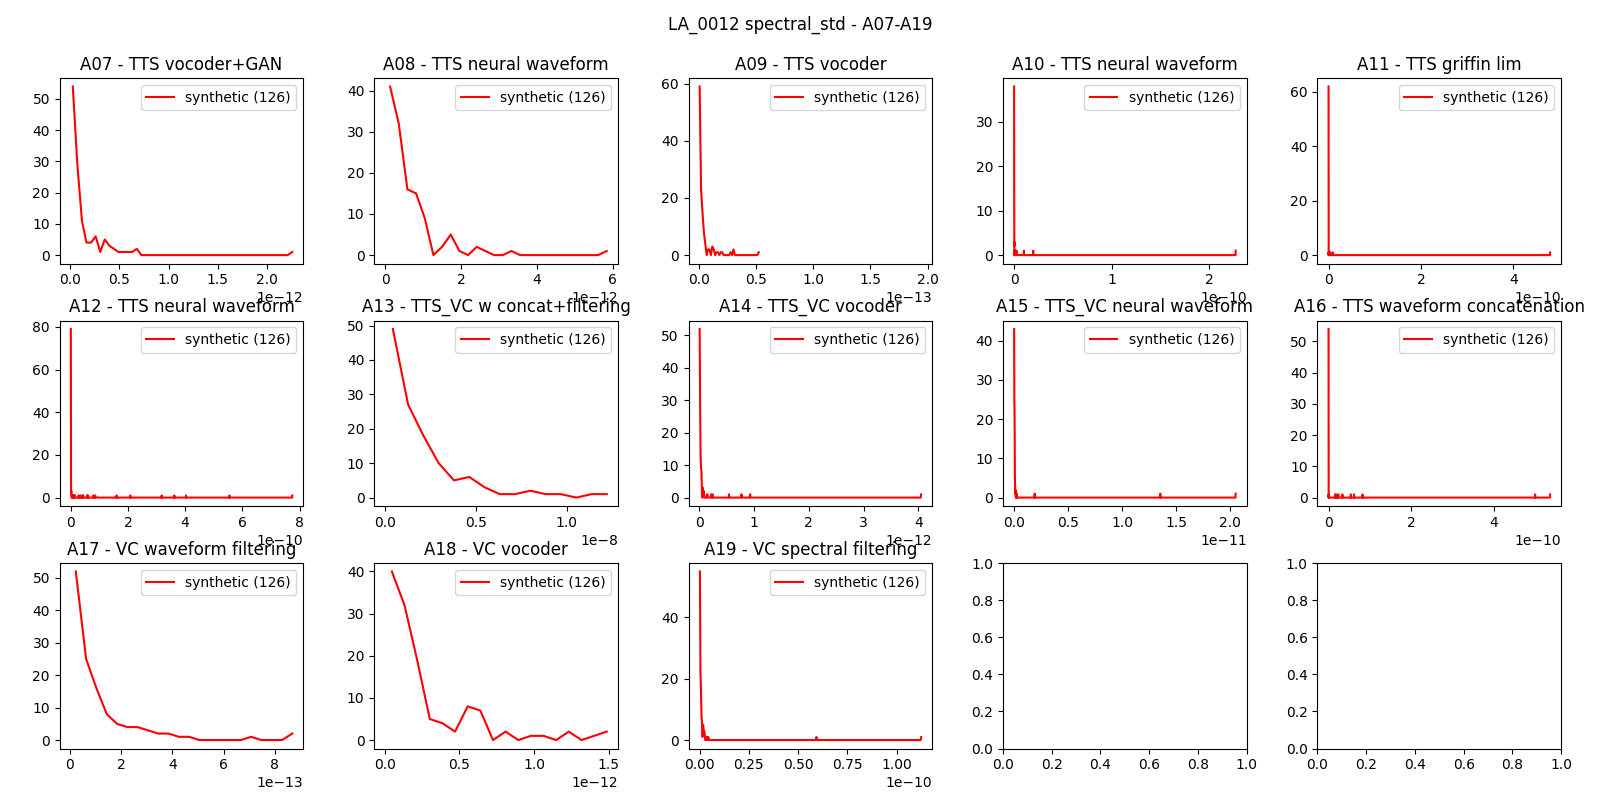 LA_0012 spectral_std - A07-A19
A07 - TTS vocoder+GAN
synthetic (126)
50
40
30
20
10
0
0.0 0.5 1.0 1.5 2.0
1e−12
A08 - TTS neural waveform
synthetic (126)
40
30
20
10
0
0 2 4 6
1e−12
A09 - TTS vocoder
synthetic (126)
60
40
20
0
0.0 0.5 1.0 1.5 2.0
1e−13
A10 - TTS neural waveform
synthetic (126)
30
20
10
0
0 1 2
1e−10
A11 - TTS griffin lim
synthetic (126)
60
40
20
0
0 2 4
1e−10
A12 - TTS neural waveform
synthetic (126)
80
60
40
20
0
0 2 4 6 8
1e−10
A13 - TTS_VC w concat+filtering
synthetic (126)
50
40
30
20
10
0
0.0 0.5 1.0
1e−8
A14 - TTS_VC vocoder
synthetic (126)
50
40
30
20
10
0
0 1 2 3 4
1e−12
A15 - TTS_VC neural waveform
synthetic (126)
40
30
20
10
0
0.0 0.5 1.0 1.5 2.0
1e−11
A16 - TTS waveform concatenation
synthetic (126)
50
40
30
20
10
0
0 2 4
1e−10
A17 - VC waveform filtering
synthetic (126)
50
40
30
20
10
0
0 2 4 6 8
1e−13
A18 - VC vocoder
synthetic (126)
40
30
20
10
0
0.0 0.5 1.0 1.5
1e−12
A19 - VC spectral filtering
synthetic (126)
40
20
0
0.00 0.25 0.50 0.75 1.00
1e−10
1.0
0.8
0.6
0.4
0.2
0.0
0.0 0.2 0.4 0.6 0.8 1.0
1.0
0.8
0.6
0.4
0.2
0.0
0.0 0.2 0.4 0.6 0.8 1.0